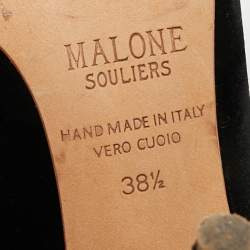 MALONE
SOULIERS
HAND MADE IN ITALY
VERO CUOIO
38½